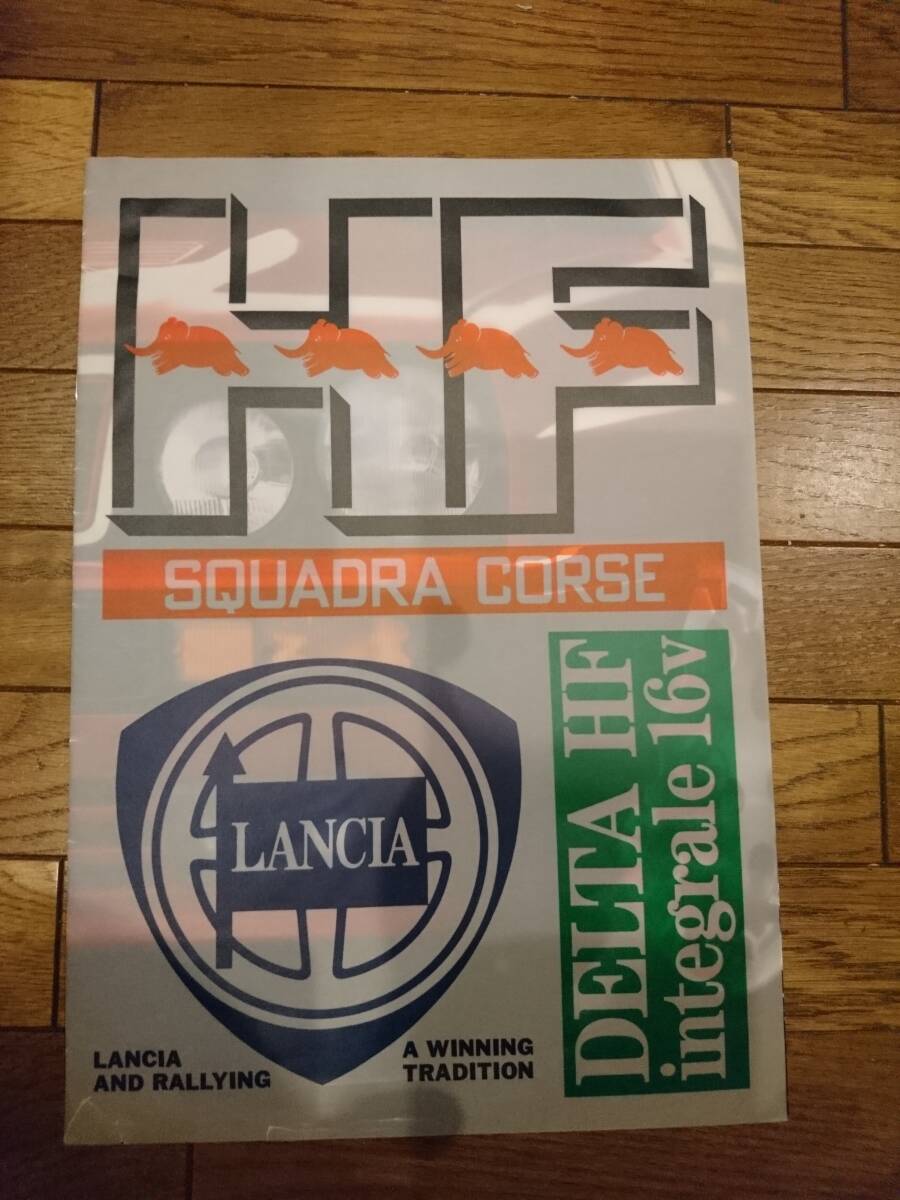 HF
SQUADRA CORSE
LANCIA
DELTA HF
integrale 16v
LANCIA
AND RALLYING
A WINNING
TRADITION